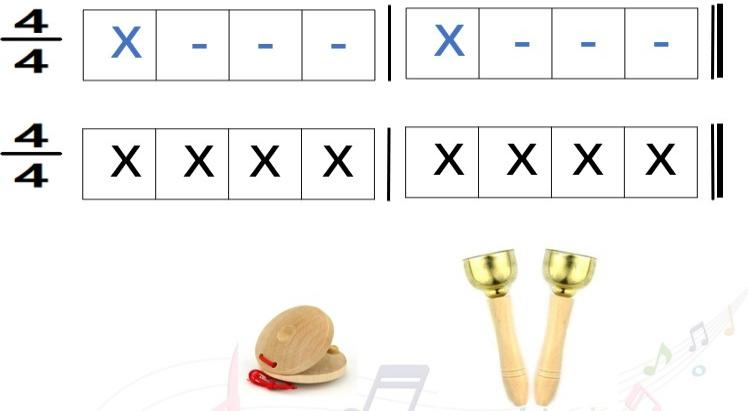 4/4 X - - - | X - - - ‖
4/4 X X X X | X X X X ‖